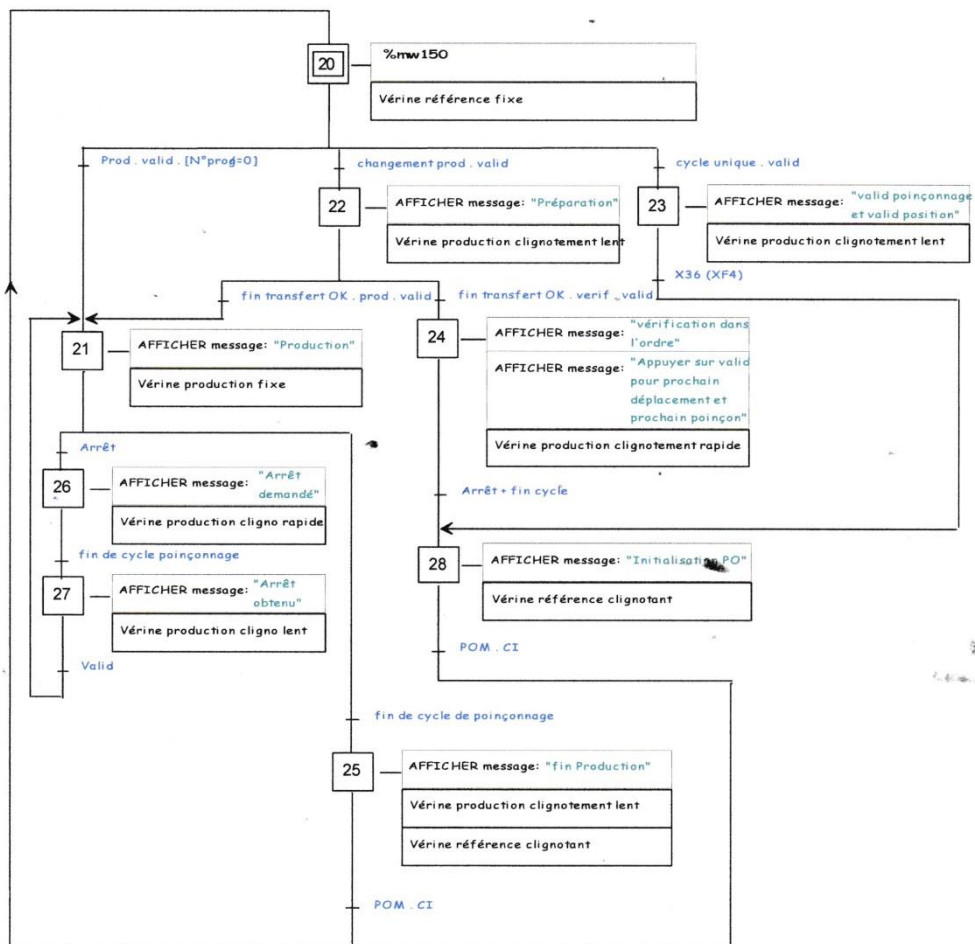 20
%mw150
Vérine référence fixe
Prod . valid . [N°prog=0]
changement prod . valid
cycle unique . valid
22
AFFICHER message: "Préparation"
Vérine production clignotement lent
23
AFFICHER message: "valid poinçonnage
et valid position"
Vérine production clignotement lent
X36 (XF4)
fin transfert OK . prod . valid
fin transfert OK . verif . valid
21
AFFICHER message: "Production"
Vérine production fixe
24
AFFICHER message: "vérification dans
l'ordre"
AFFICHER message: "Appuyer sur valid
pour prochain
déplacement et
prochain poinçon"
Vérine production clignotement rapide
Arrêt
26
AFFICHER message: "Arrêt
demandé"
Vérine production cligno rapide
Arrêt + fin cycle
fin de cycle poinçonnage
27
AFFICHER message: "Arrêt
obtenu"
Vérine production cligno lent
28
AFFICHER message: "Initialisation PO"
Vérine référence clignotant
POM . CI
Valid
fin de cycle de poinçonnage
25
AFFICHER message: "fin Production"
Vérine production clignotement lent
Vérine référence clignotant
POM . CI